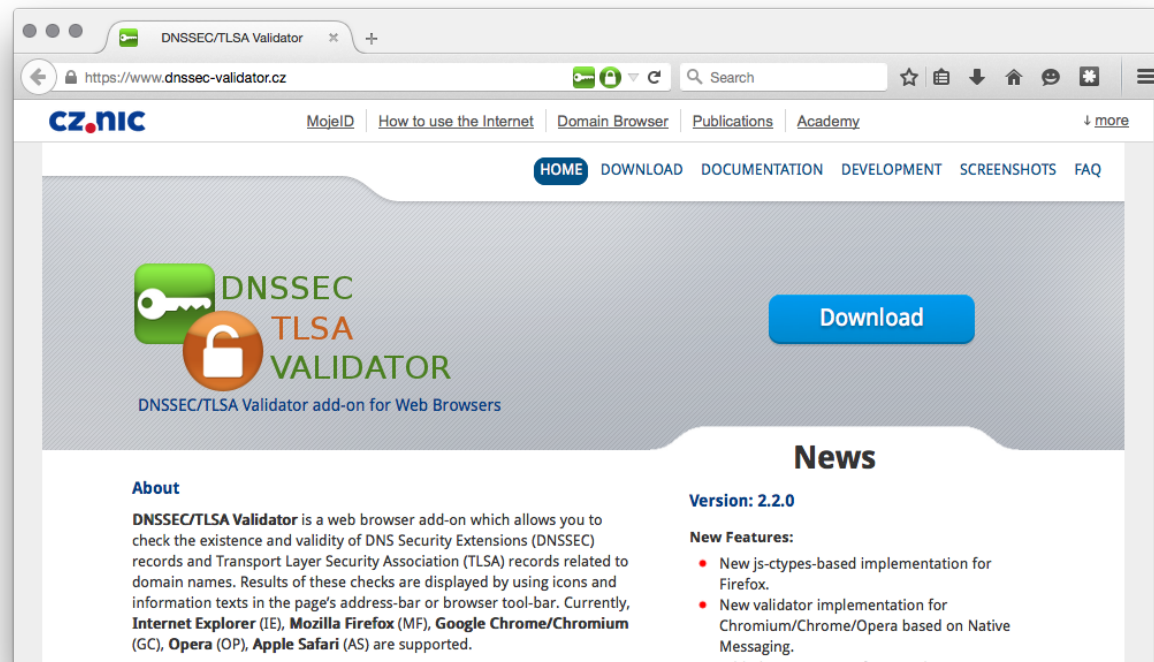 DNSSEC/TLSA Validator
https://www.dnssec-validator.cz
Search
cz.nic
MojeID
How to use the Internet
Domain Browser
Publications
Academy
↓ more
HOME
DOWNLOAD
DOCUMENTATION
DEVELOPMENT
SCREENSHOTS
FAQ
DNSSEC
TLSA
VALIDATOR
DNSSEC/TLSA Validator add-on for Web Browsers
Download
About
DNSSEC/TLSA Validator is a web browser add-on which allows you to
check the existence and validity of DNS Security Extensions (DNSSEC)
records and Transport Layer Security Association (TLSA) records related to
domain names. Results of these checks are displayed by using icons and
information texts in the page's address-bar or browser tool-bar. Currently,
Internet Explorer (IE), Mozilla Firefox (MF), Google Chrome/Chromium
(GC), Opera (OP), Apple Safari (AS) are supported.
News
Version: 2.2.0
New Features:
New js-ctypes-based implementation for
Firefox.
New validator implementation for
Chromium/Chrome/Opera based on Native
Messaging.